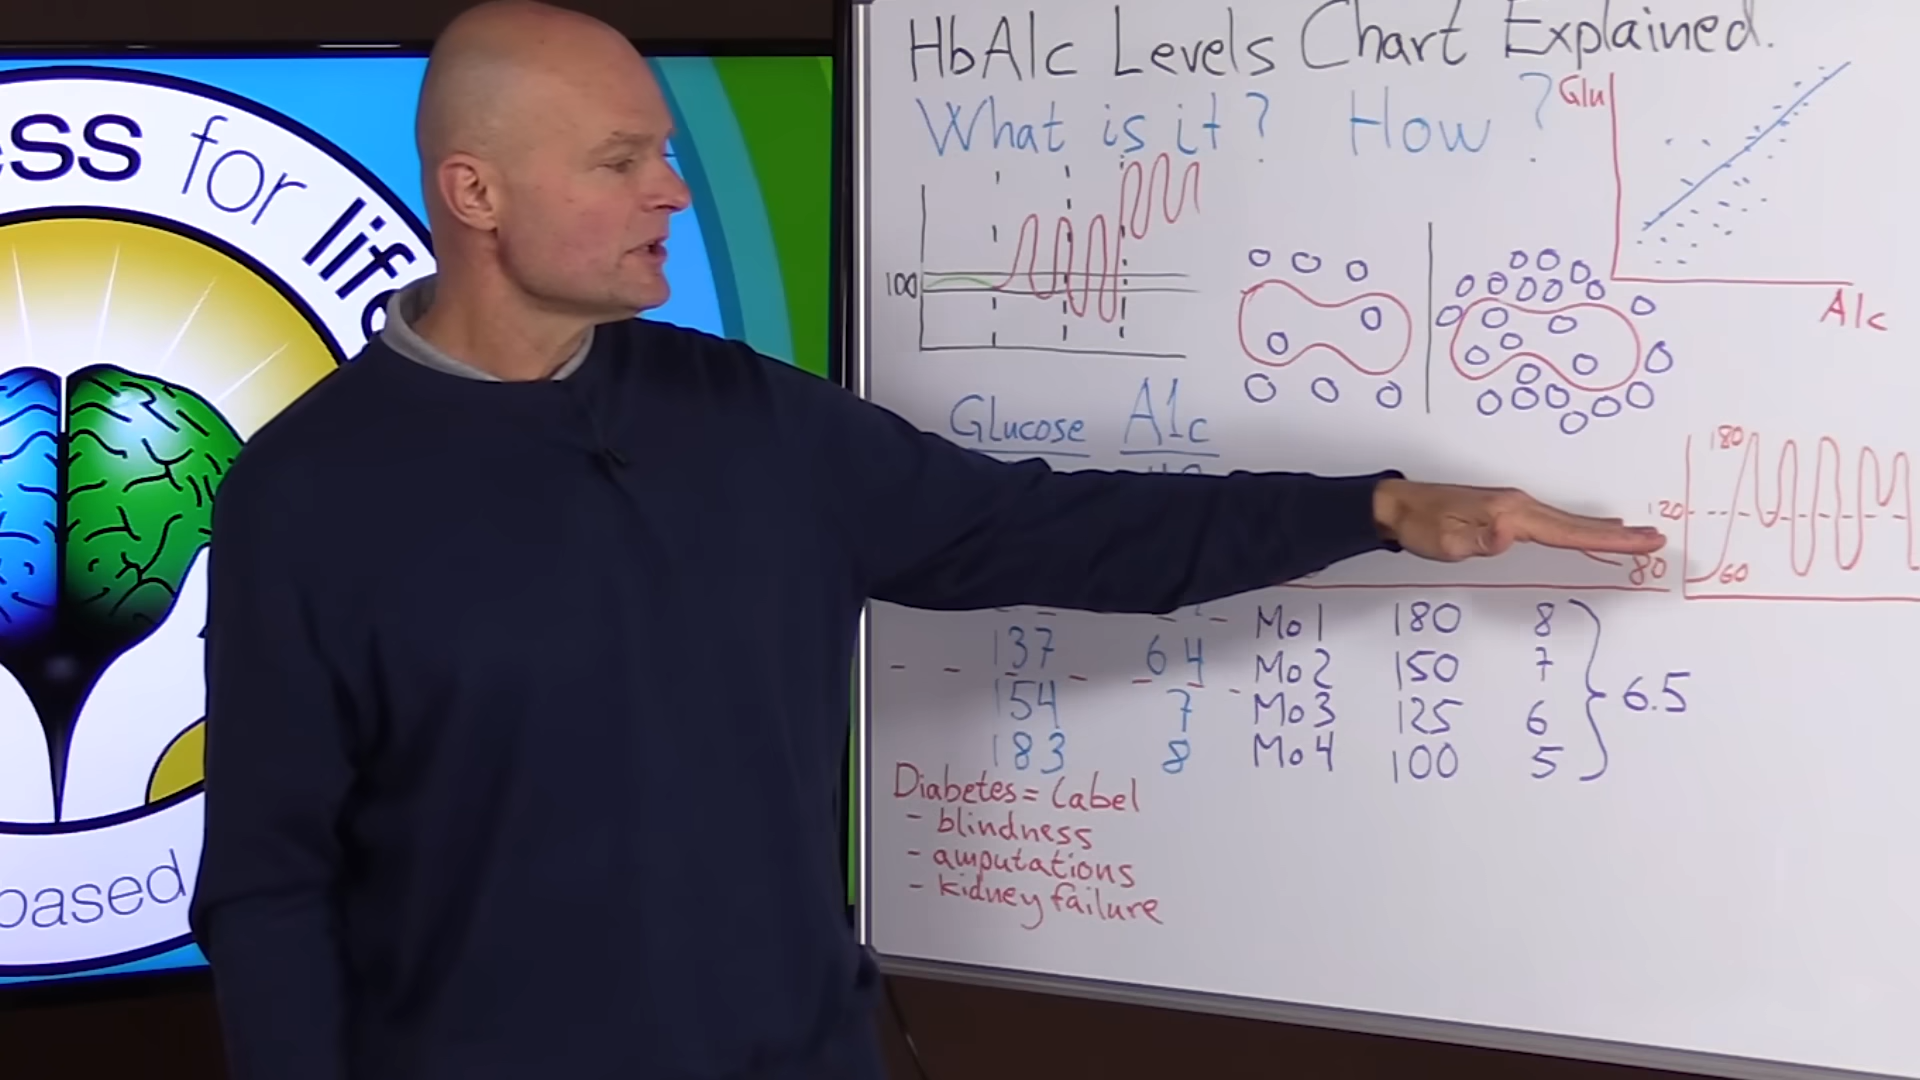 HbA1c Levels Chart Explained.
What is it? How?
Glu
A1c
100
Glucose A1c
180
120
80
60
137 6 4
154 7
183 8
Mo 1 180 8
Mo 2 150 7
Mo 3 125 6
Mo 4 100 5
6.5
Diabetes = Label
- blindness
- amputations
- kidney failure
ess for life
based